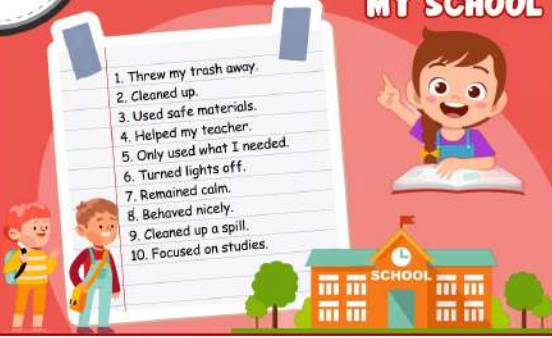 MY SCHOOL
1. Threw my trash away.
2. Cleaned up.
3. Used safe materials.
4. Helped my teacher.
5. Only used what I needed.
6. Turned lights off.
7. Remained calm.
8. Behaved nicely.
9. Cleaned up a spill.
10. Focused on studies.
SCHOOL